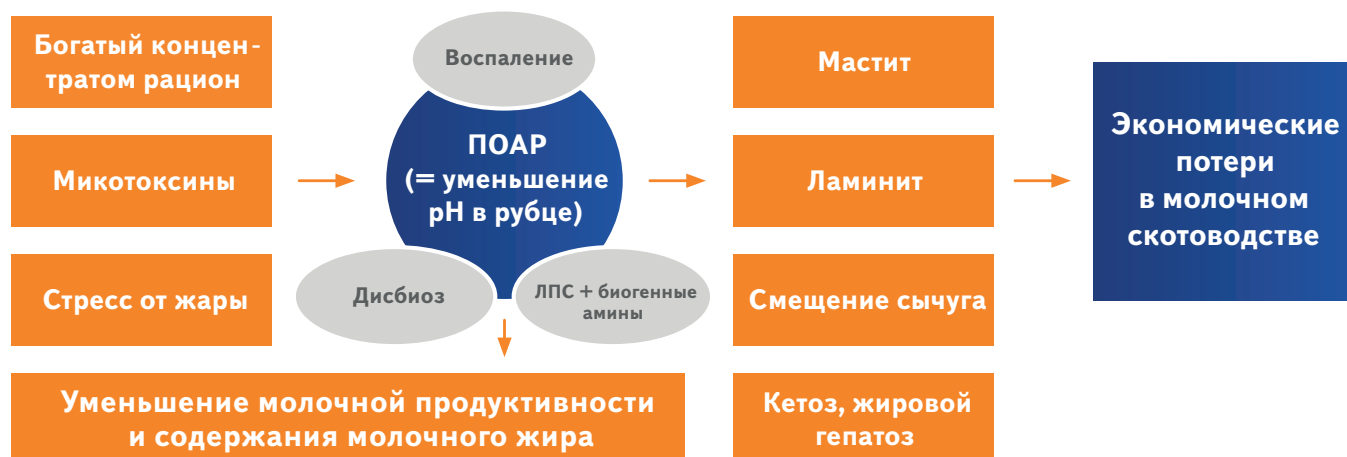 Богатый концен-
тратом рацион
Микотоксины
Стресс от жары
Воспаление
ПОАР
(= уменьшение
pH в рубце)
Дисбиоз
ЛПС + биогенные
амины
Уменьшение молочной продуктивности
и содержания молочного жира
Мастит
Ламинит
Смещение сычуга
Кетоз, жировой
гепатоз
Экономические
потери
в молочном
скотоводстве